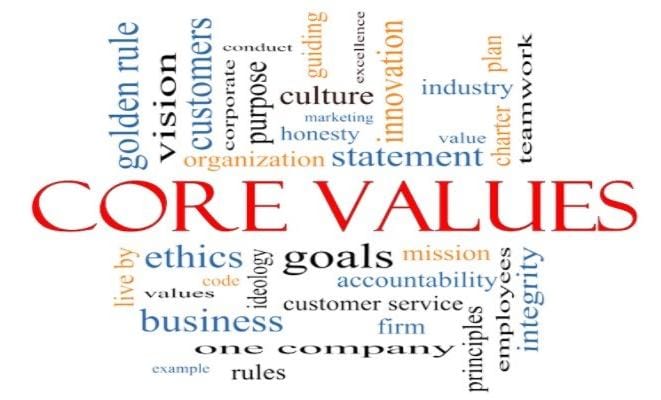 golden rule
vision
customers
conduct
corporate
purpose
guiding
excellence
culture
marketing
honesty
innovation
industry
value
plan
charter
teamwork
organization
statement
CORE VALUES
live by
ethics
code
values
ideology
goals
mission
accountability
customer service
business
firm
employees
integrity
principles
one company
example
rules